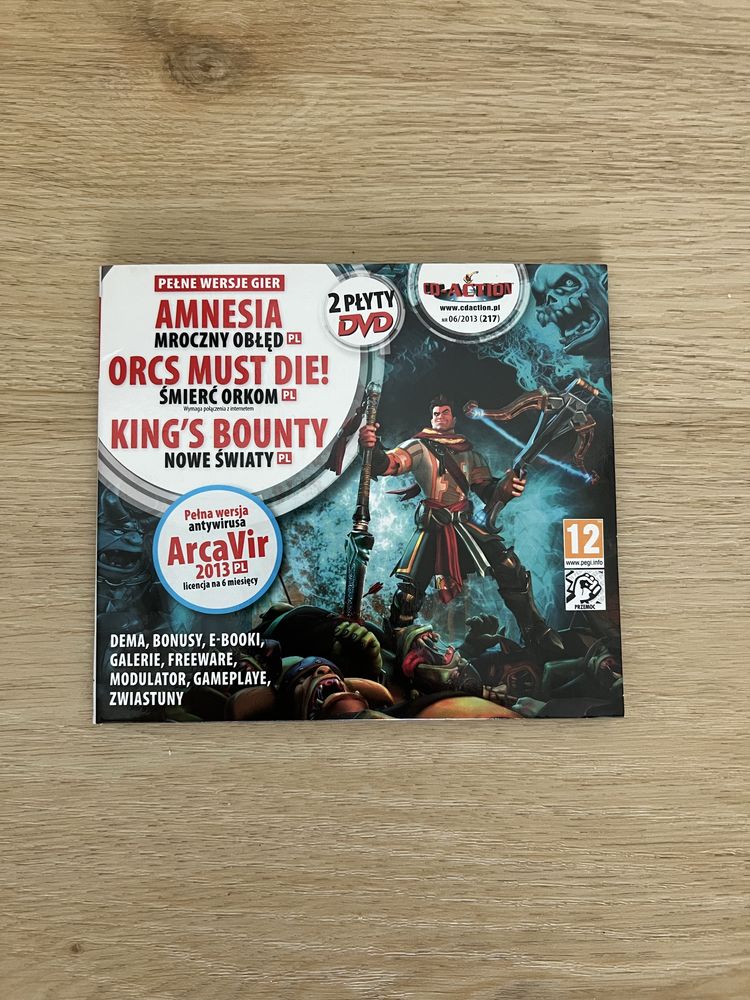 PEŁNE WERSJE GIER
AMNESIA
MROCZNY OBŁĘD PL
ORCS MUST DIE!
ŚMIERĆ ORKOM PL
Wymaga połączenia z internetem
KING'S BOUNTY
NOWE ŚWIATY PL
2 PŁYTY
DVD
CD-ACTION
www.cdaction.pl
NR 06/2013 (217)
Pełna wersja
antywirusa
ArcaVir
2013 PL
licencja na 6 miesięcy
DEMA, BONUSY, E-BOOKI,
GALERIE, FREEWARE,
MODULATOR, GAMEPLAYE,
ZWIASTUNY
12
www.pegi.info
PRZEMOC